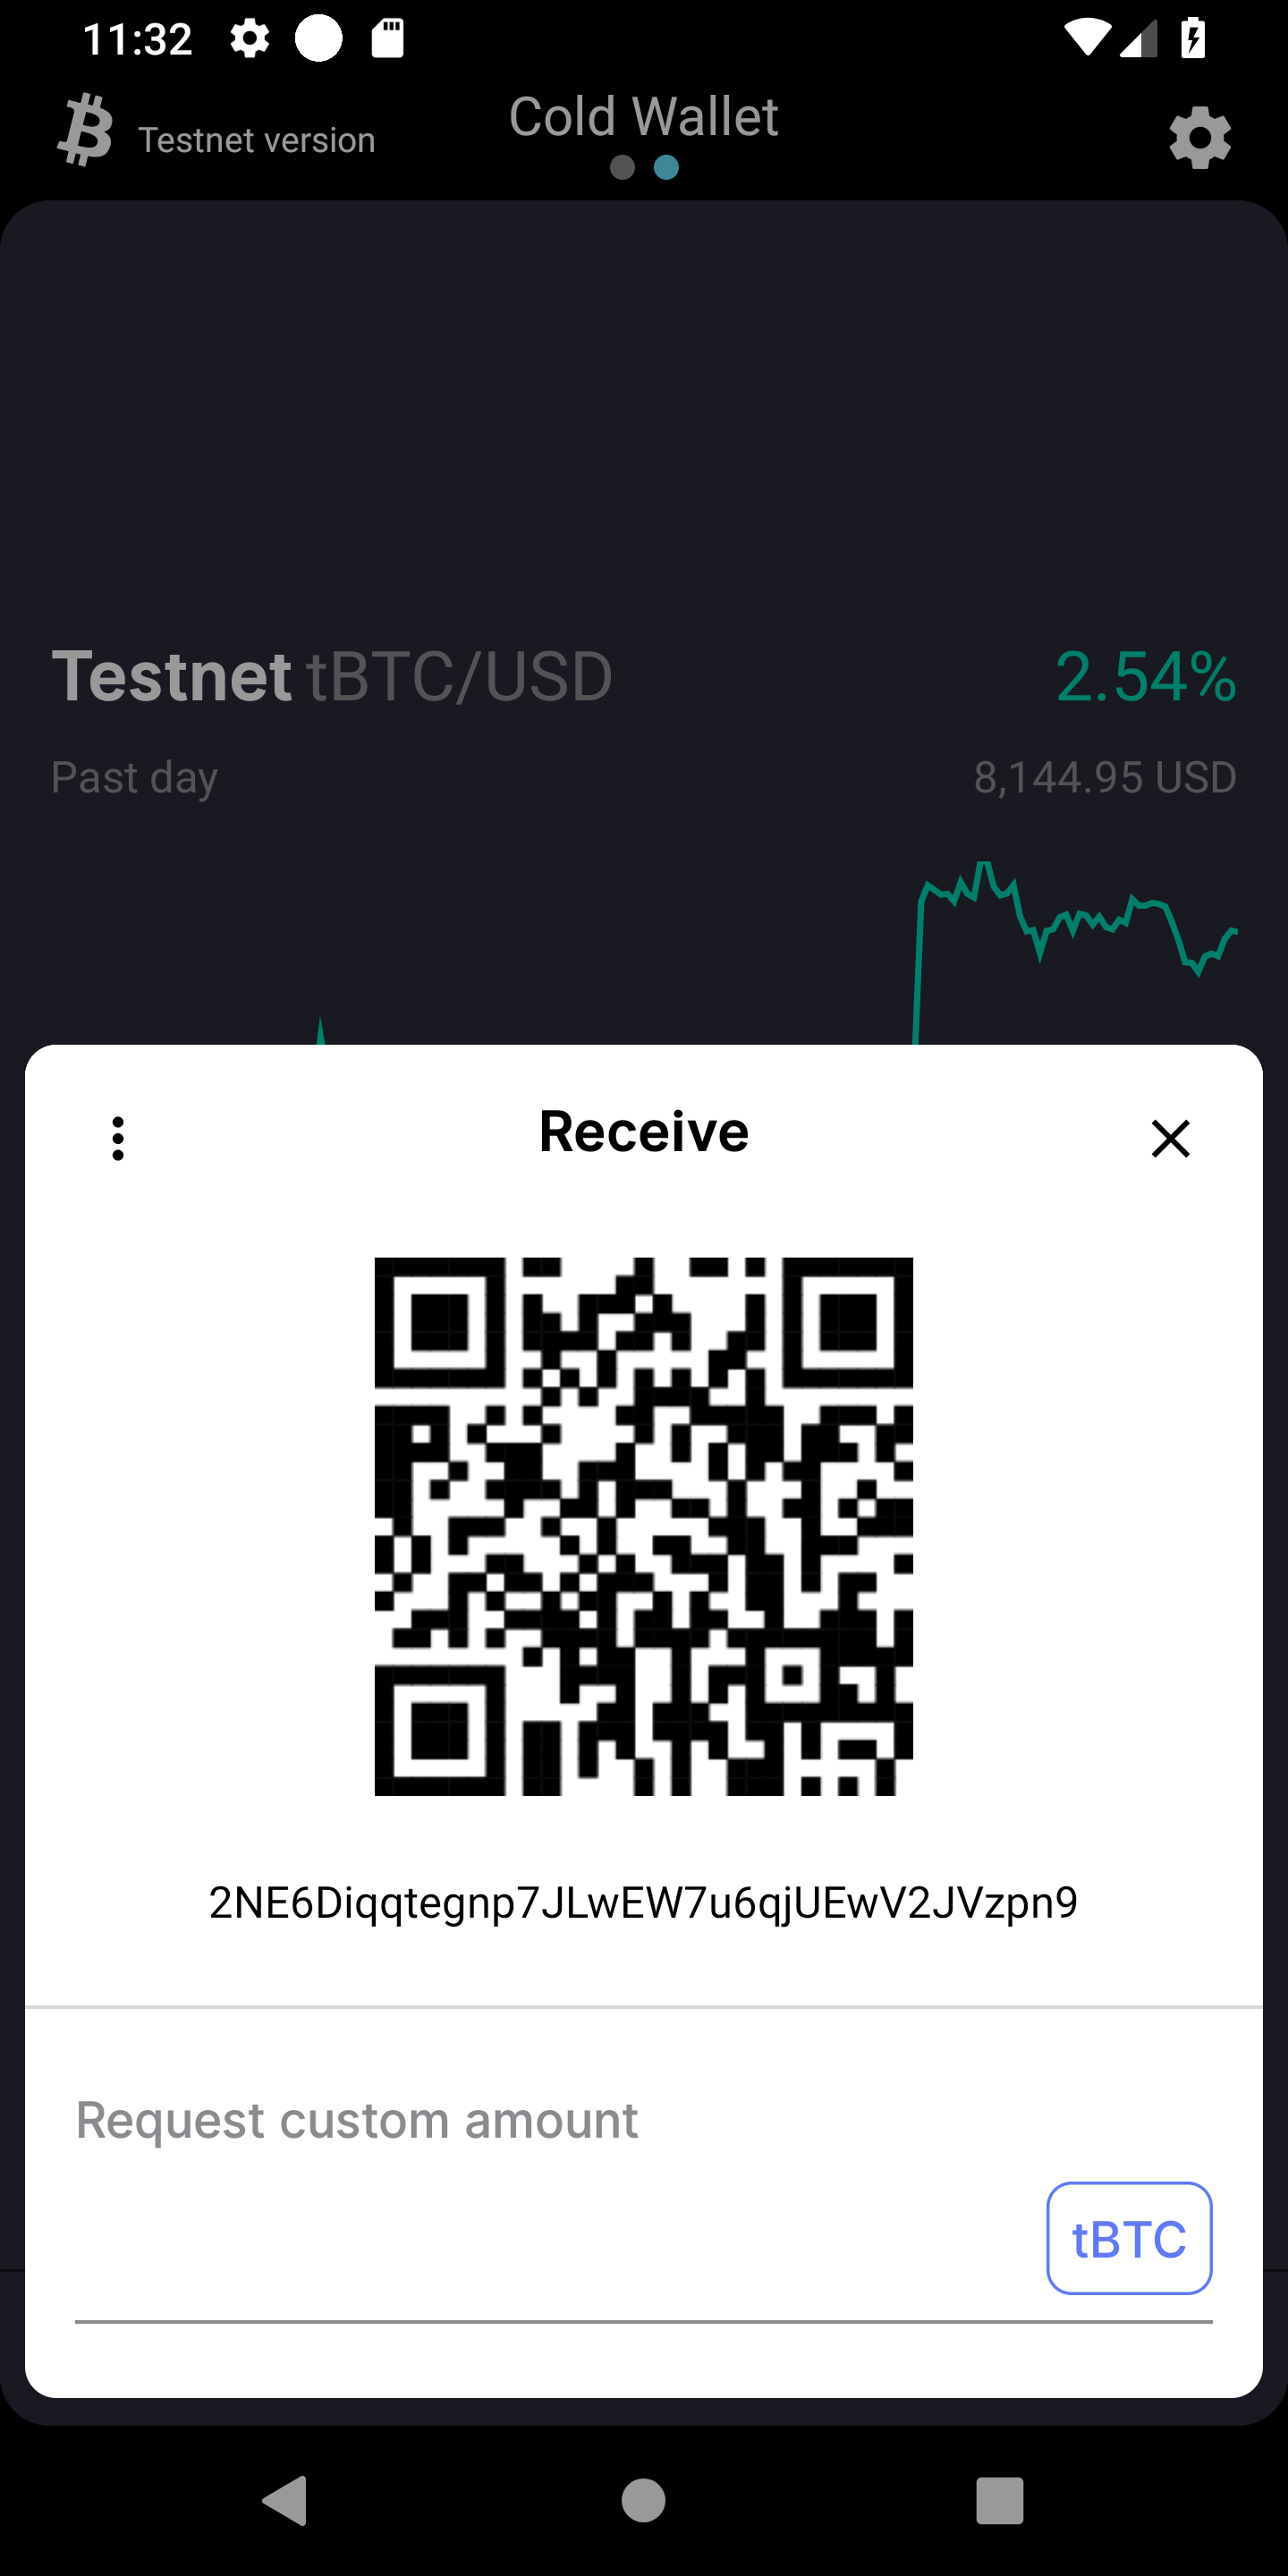 11:32
Testnet version
Cold Wallet
Testnet tBTC/USD
2.54%
Past day
8,144.95 USD
Receive
2NE6Diqqtegnp7JLwEW7u6qjUEwV2JVzpn9
Request custom amount
tBTC